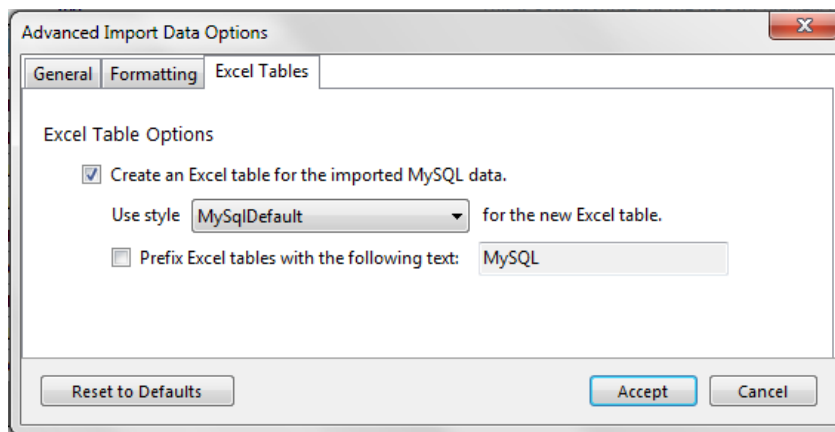 Advanced Import Data Options
General Formatting Excel Tables
Excel Table Options
Create an Excel table for the imported MySQL data.
Use style MySqlDefault for the new Excel table.
Prefix Excel tables with the following text: MySQL
Reset to Defaults Accept Cancel